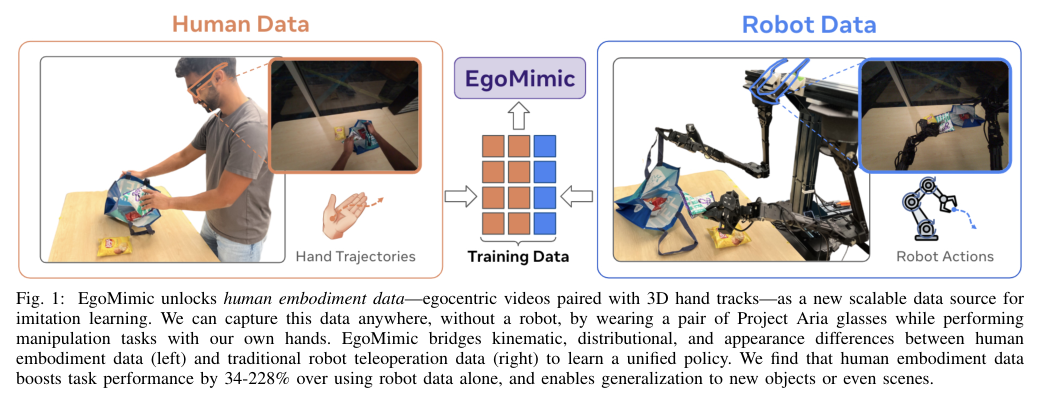 Human Data
Robot Data
EgoMimic
Hand Trajectories
Training Data
Robot Actions
Fig. 1: EgoMimic unlocks human embodiment data—egocentric videos paired with 3D hand tracks—as a new scalable data source for
imitation learning. We can capture this data anywhere, without a robot, by wearing a pair of Project Aria glasses while performing
manipulation tasks with our own hands. EgoMimic bridges kinematic, distributional, and appearance differences between human
embodiment data (left) and traditional robot teleoperation data (right) to learn a unified policy. We find that human embodiment data
boosts task performance by 34-228% over using robot data alone, and enables generalization to new objects or even scenes.